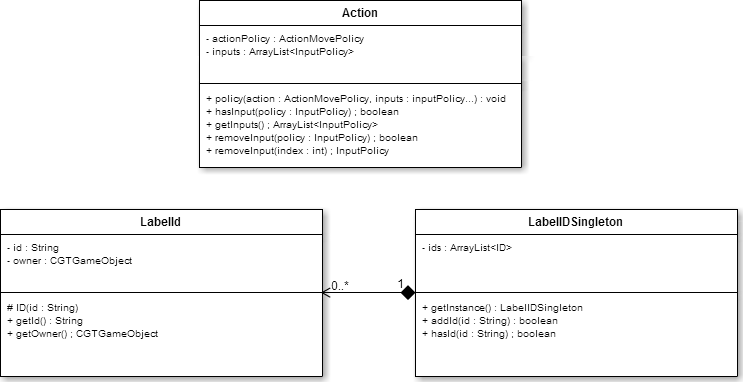 Action
- actionPolicy : ActionMovePolicy
- inputs : ArrayList<InputPolicy>
+ policy(action : ActionMovePolicy, inputs : inputPolicy...) : void
+ hasInput(policy : InputPolicy) ; boolean
+ getInputs() ; ArrayList<InputPolicy>
+ removeInput(policy : InputPolicy) ; boolean
+ removeInput(index : int) ; InputPolicy
LabelId
- id : String
- owner : CGTGameObject
# ID(id : String)
+ getId() : String
+ getOwner() ; CGTGameObject
0..*
1
LabelIDSingleton
- ids : ArrayList<ID>
+ getInstance() : LabelIDSingleton
+ addId(id : String) : boolean
+ hasId(id : String) ; boolean